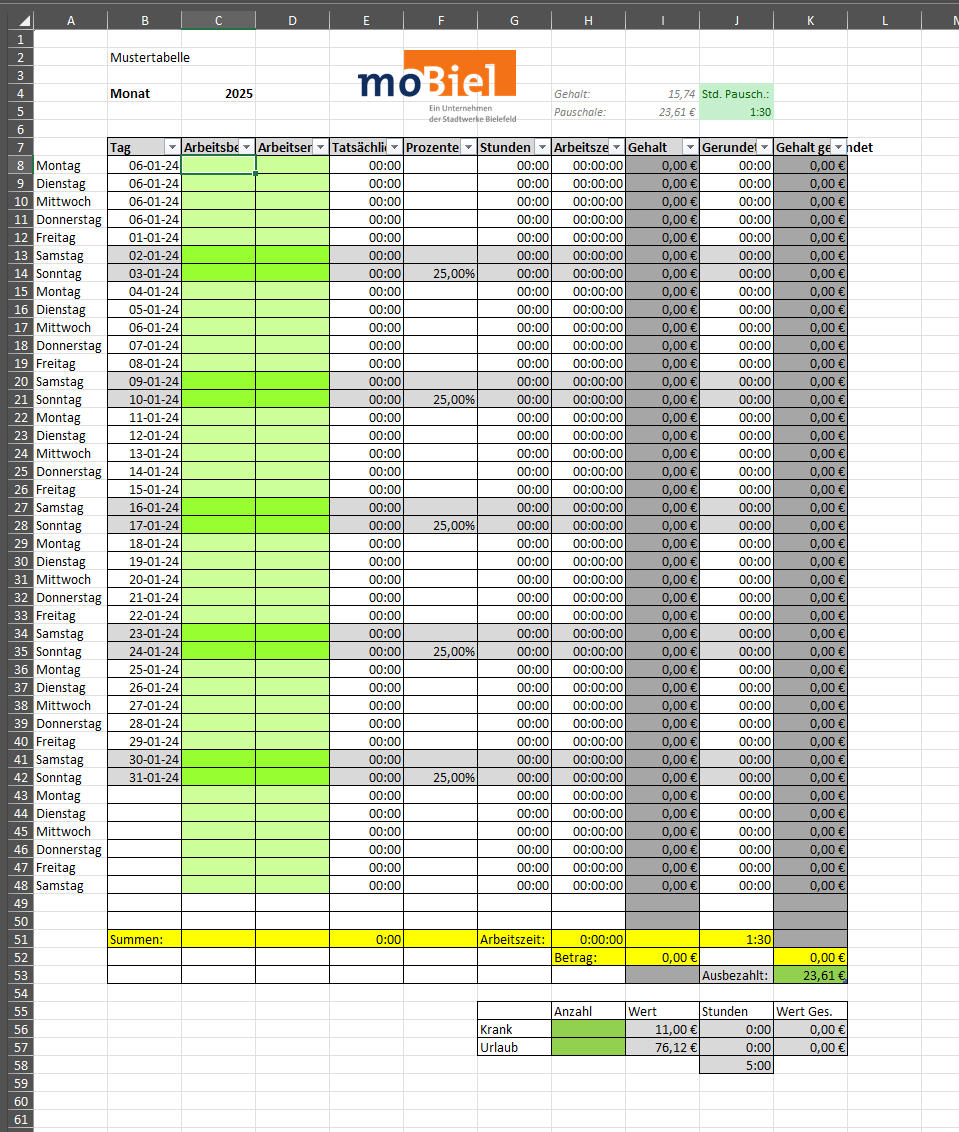 A B C D E F G H I J K L M
1
2 Mustertabelle
3 moBiel
4 Monat 2025 Gehalt: 15,74 Std. Pausch.:
5 Ein Unternehmen der Stadtwerke Bielefeld Pauschale: 23,61 € 1:30
6
7 Tag Arbeitsbe Arbeitser Tatsächli Prozente Stunden Arbeitsze Gehalt Gerundet Gehalt ge ndet
8 Montag 06-01-24 00:00 00:00 00:00:00 0,00 € 00:00 0,00 €
9 Dienstag 06-01-24 00:00 00:00 00:00:00 0,00 € 00:00 0,00 €
10 Mittwoch 06-01-24 00:00 00:00 00:00:00 0,00 € 00:00 0,00 €
11 Donnerstag 06-01-24 00:00 00:00 00:00:00 0,00 € 00:00 0,00 €
12 Freitag 01-01-24 00:00 00:00 00:00:00 0,00 € 00:00 0,00 €
13 Samstag 02-01-24 00:00 00:00 00:00:00 0,00 € 00:00 0,00 €
14 Sonntag 03-01-24 00:00 25,00% 00:00 00:00:00 0,00 € 00:00 0,00 €
15 Montag 04-01-24 00:00 00:00 00:00:00 0,00 € 00:00 0,00 €
16 Dienstag 05-01-24 00:00 00:00 00:00:00 0,00 € 00:00 0,00 €
17 Mittwoch 06-01-24 00:00 00:00 00:00:00 0,00 € 00:00 0,00 €
18 Donnerstag 07-01-24 00:00 00:00 00:00:00 0,00 € 00:00 0,00 €
19 Freitag 08-01-24 00:00 00:00 00:00:00 0,00 € 00:00 0,00 €
20 Samstag 09-01-24 00:00 00:00 00:00:00 0,00 € 00:00 0,00 €
21 Sonntag 10-01-24 00:00 25,00% 00:00 00:00:00 0,00 € 00:00 0,00 €
22 Montag 11-01-24 00:00 00:00 00:00:00 0,00 € 00:00 0,00 €
23 Dienstag 12-01-24 00:00 00:00 00:00:00 0,00 € 00:00 0,00 €
24 Mittwoch 13-01-24 00:00 00:00 00:00:00 0,00 € 00:00 0,00 €
25 Donnerstag 14-01-24 00:00 00:00 00:00:00 0,00 € 00:00 0,00 €
26 Freitag 15-01-24 00:00 00:00 00:00:00 0,00 € 00:00 0,00 €
27 Samstag 16-01-24 00:00 00:00 00:00:00 0,00 € 00:00 0,00 €
28 Sonntag 17-01-24 00:00 25,00% 00:00 00:00:00 0,00 € 00:00 0,00 €
29 Montag 18-01-24 00:00 00:00 00:00:00 0,00 € 00:00 0,00 €
30 Dienstag 19-01-24 00:00 00:00 00:00:00 0,00 € 00:00 0,00 €
31 Mittwoch 20-01-24 00:00 00:00 00:00:00 0,00 € 00:00 0,00 €
32 Donnerstag 21-01-24 00:00 00:00 00:00:00 0,00 € 00:00 0,00 €
33 Freitag 22-01-24 00:00 00:00 00:00:00 0,00 € 00:00 0,00 €
34 Samstag 23-01-24 00:00 00:00 00:00:00 0,00 € 00:00 0,00 €
35 Sonntag 24-01-24 00:00 25,00% 00:00 00:00:00 0,00 € 00:00 0,00 €
36 Montag 25-01-24 00:00 00:00 00:00:00 0,00 € 00:00 0,00 €
37 Dienstag 26-01-24 00:00 00:00 00:00:00 0,00 € 00:00 0,00 €
38 Mittwoch 27-01-24 00:00 00:00 00:00:00 0,00 € 00:00 0,00 €
39 Donnerstag 28-01-24 00:00 00:00 00:00:00 0,00 € 00:00 0,00 €
40 Freitag 29-01-24 00:00 00:00 00:00:00 0,00 € 00:00 0,00 €
41 Samstag 30-01-24 00:00 00:00 00:00:00 0,00 € 00:00 0,00 €
42 Sonntag 31-01-24 00:00 25,00% 00:00 00:00:00 0,00 € 00:00 0,00 €
43 Montag 00:00 00:00 00:00:00 0,00 € 00:00 0,00 €
44 Dienstag 00:00 00:00 00:00:00 0,00 € 00:00 0,00 €
45 Mittwoch 00:00 00:00 00:00:00 0,00 € 00:00 0,00 €
46 Donnerstag 00:00 00:00 00:00:00 0,00 € 00:00 0,00 €
47 Freitag 00:00 00:00 00:00:00 0,00 € 00:00 0,00 €
48 Samstag 00:00 00:00 00:00:00 0,00 € 00:00 0,00 €
49
50
51 Summen: 0:00 Arbeitszeit: 0:00:00 1:30
52 Betrag: 0,00 € 0,00 €
53 Ausbezahlt: 23,61 €
54
55 Anzahl Wert Stunden Wert Ges.
56 Krank 11,00 € 0:00 0,00 €
57 Urlaub 76,12 € 0:00 0,00 €
58 5:00
59
60
61